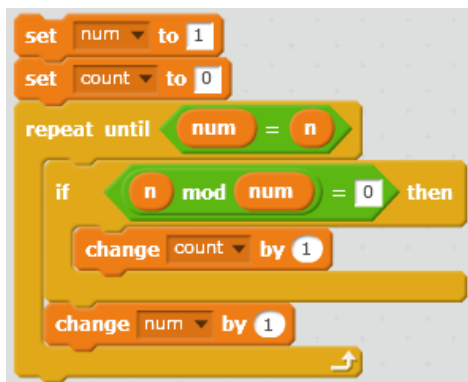 set num to 1
set count to 0
repeat until num = n
if n mod num = 0 then
change count by 1
change num by 1